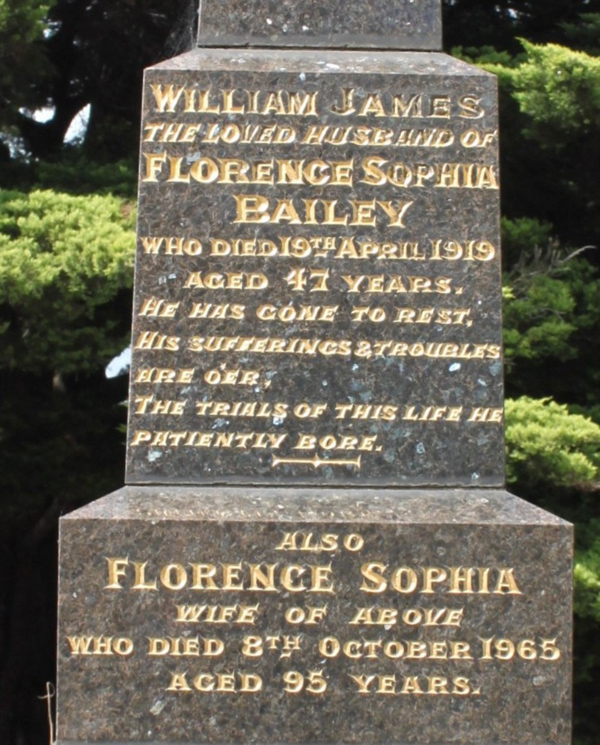 WILLIAM JAMES
THE LOVED HUSBAND OF
FLORENCE SOPHIA
BAILEY
WHO DIED 19TH APRIL 1919
AGED 47 YEARS.
HE HAS GONE TO REST,
HIS SUFFERINGS & TROUBLES
ARE O'ER,
THE TRIALS OF THIS LIFE HE
PATIENTLY BORE.
ALSO
FLORENCE SOPHIA
WIFE OF ABOVE
WHO DIED 8TH OCTOBER 1965
AGED 95 YEARS.